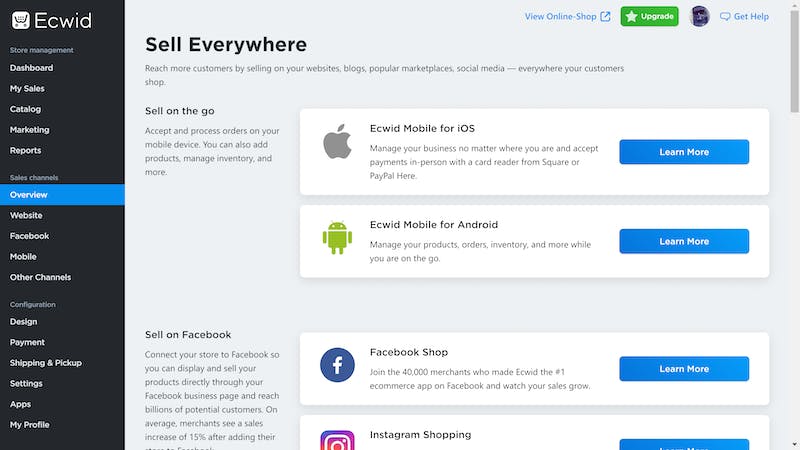 Ecwid
Store management
Dashboard
My Sales
Catalog
Marketing
Reports
Sales channels
Overview
Website
Facebook
Mobile
Other Channels
Configuration
Design
Payment
Shipping & Pickup
Settings
Apps
My Profile
View Online-Shop
Upgrade
Get Help
Sell Everywhere
Reach more customers by selling on your websites, blogs, popular marketplaces, social media — everywhere your customers
shop.
Sell on the go
Accept and process orders on your
mobile device. You can also add
products, manage inventory, and
more.
Ecwid Mobile for iOS
Manage your business no matter where you are and accept
payments in-person with a card reader from Square or
PayPal Here.
Learn More
Ecwid Mobile for Android
Manage your products, orders, inventory, and more while
you are on the go.
Learn More
Sell on Facebook
Connect your store to Facebook so
you can display and sell your
products directly through your
Facebook business page and reach
billions of potential customers. On
average, merchants see a sales
increase of 15% after adding their
store to Facebook.
Facebook Shop
Join the 40,000 merchants who made Ecwid the #1
ecommerce app on Facebook and watch your sales grow.
Learn More
Instagram Shopping
Learn More